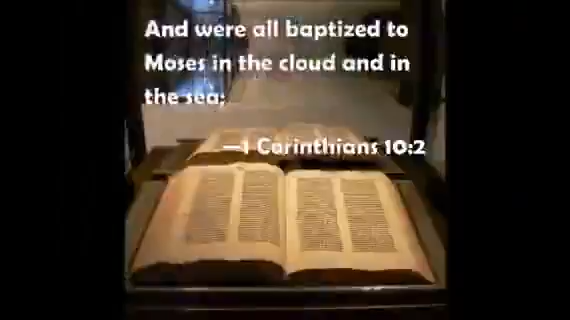 And were all baptized to
Moses in the cloud and in
the sea;
—1 Corinthians 10:2